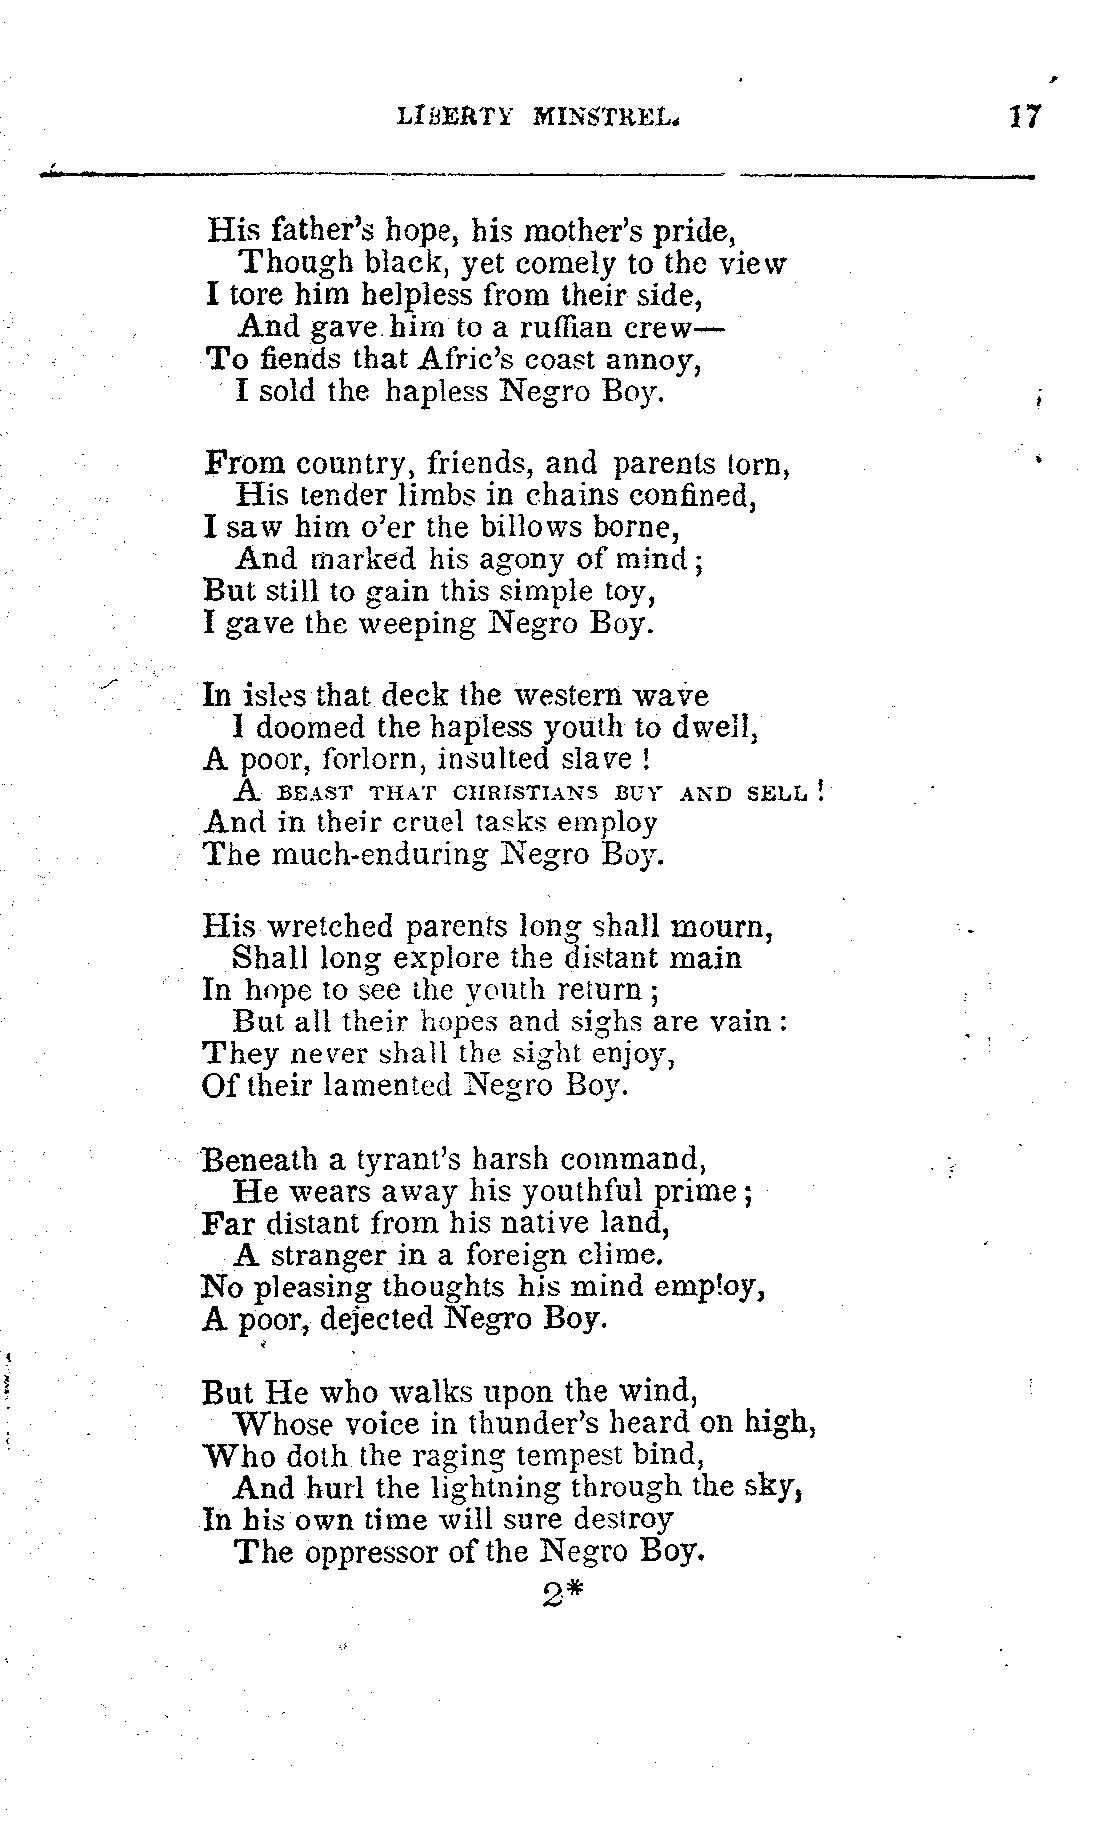 LIBERTY MINSTREL. 17
His father's hope, his mother's pride,
Though black, yet comely to the view
I tore him helpless from their side,
And gave him to a ruffian crew—
To fiends that Afric's coast annoy,
I sold the hapless Negro Boy.
From country, friends, and parents torn,
His tender limbs in chains confined,
I saw him o'er the billows borne,
And marked his agony of mind;
But still to gain this simple toy,
I gave the weeping Negro Boy.
In isles that deck the western wave
I doomed the hapless youth to dwell,
A poor, forlorn, insulted slave!
A BEAST THAT CHRISTIANS BUY AND SELL!
And in their cruel tasks employ
The much-enduring Negro Boy.
His wretched parents long shall mourn,
Shall long explore the distant main
In hope to see the youth return;
But all their hopes and sighs are vain:
They never shall the sight enjoy,
Of their lamented Negro Boy.
Beneath a tyrant's harsh command,
He wears away his youthful prime;
Far distant from his native land,
A stranger in a foreign clime.
No pleasing thoughts his mind employ,
A poor, dejected Negro Boy.
But He who walks upon the wind,
Whose voice in thunder's heard on high,
Who doth the raging tempest bind,
And hurl the lightning through the sky,
In his own time will sure destroy
The oppressor of the Negro Boy.
2*